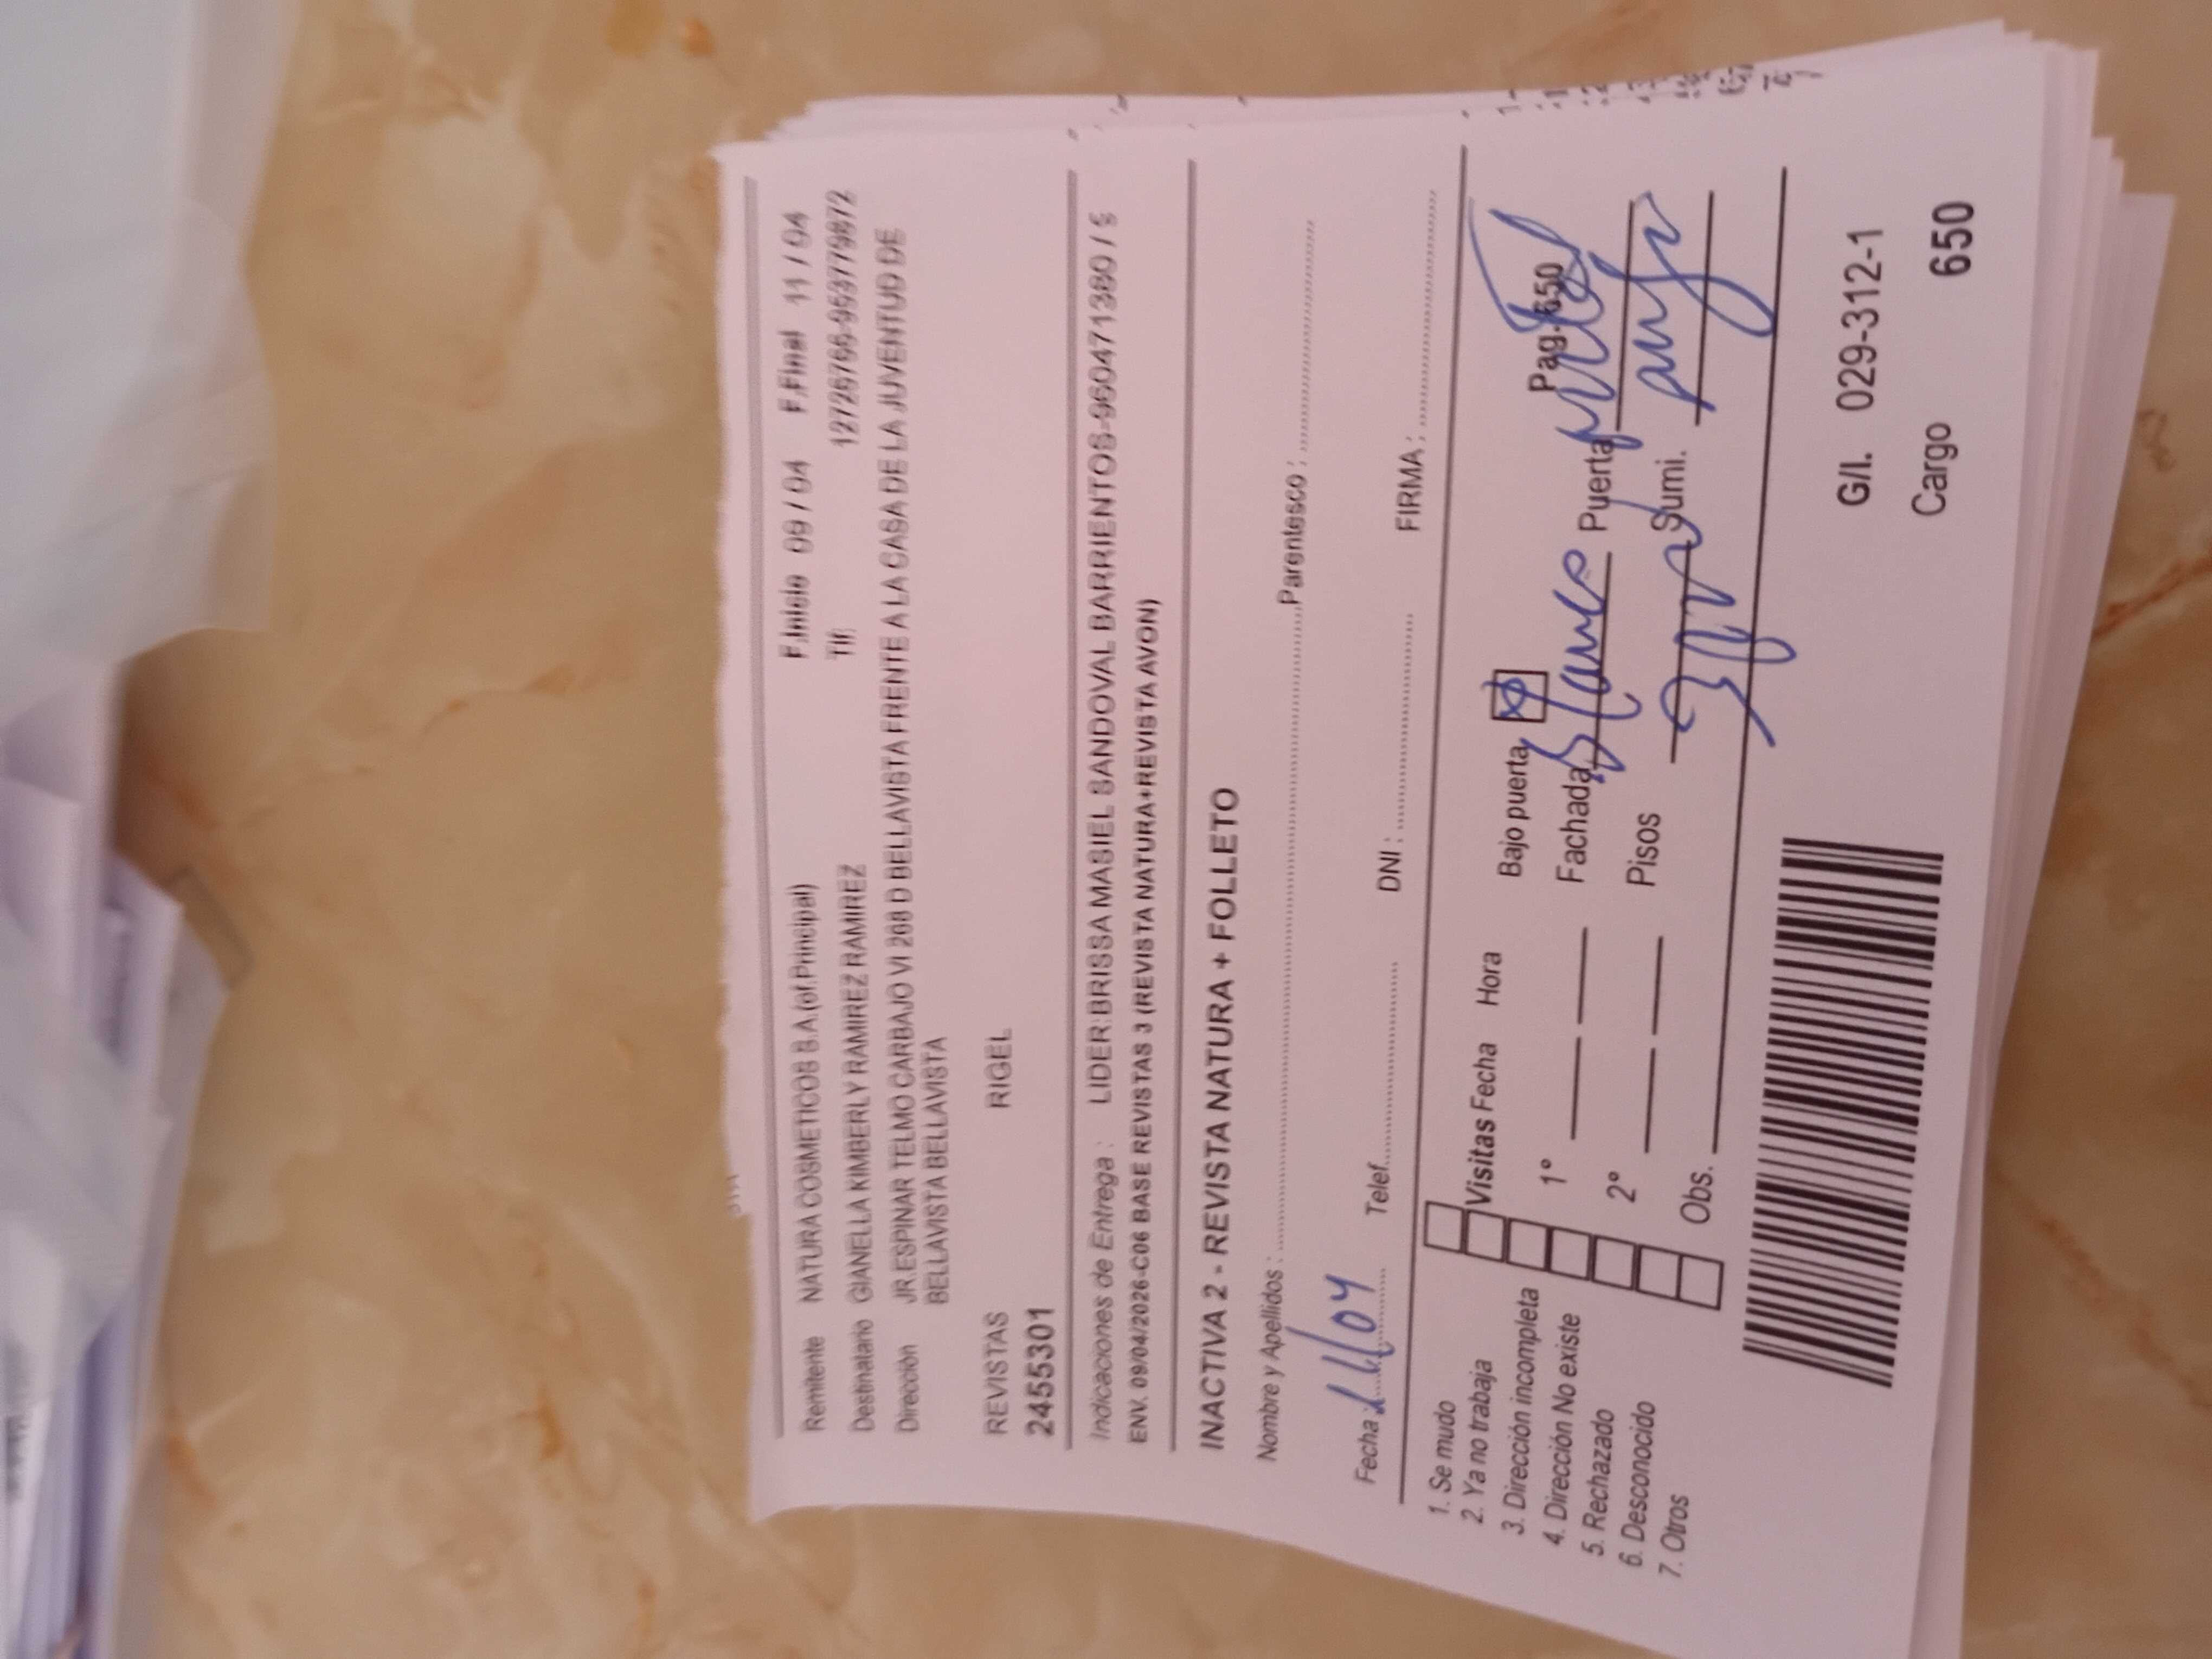 Remitente NATURA COSMETICOS S.A.(of.Principal) F.Inicio 09 / 04 F.Final 11 / 04
Destinatario GIANELLA KIMBERLY RAMIREZ RAMIREZ Tlf:
Dirección JR.ESPINAR TELMO CARBAJO VI 268 D BELLAVISTA FRENTE A LA CASA DE LA JUVENTUD DE
BELLAVISTA BELLAVISTA
REVISTAS RIGEL
2455301
Indicaciones de Entrega : LIDER:BRISSA MASIEL SANDOVAL BARRIENTOS-960471380 /
ENV. 09/04/2026-C06 BASE REVISTAS 3 (REVISTA NATURA+REVISTA AVON)
INACTIVA 2 - REVISTA NATURA + FOLLETO
Nombre y Apellidos : Parentesco :
Fecha : 11/04 Telef. DNI : FIRMA :
1. Se mudo
2. Ya no trabaja
3. Dirección incompleta
4. Dirección No existe
5. Rechazado
6. Desconocido
7. Otros
Visitas Fecha Hora Bajo puerta Pag-650
1° Fachada Blanco Puerta
2° Pisos Sumi.
Obs.
G/I. 029-312-1
Cargo 650